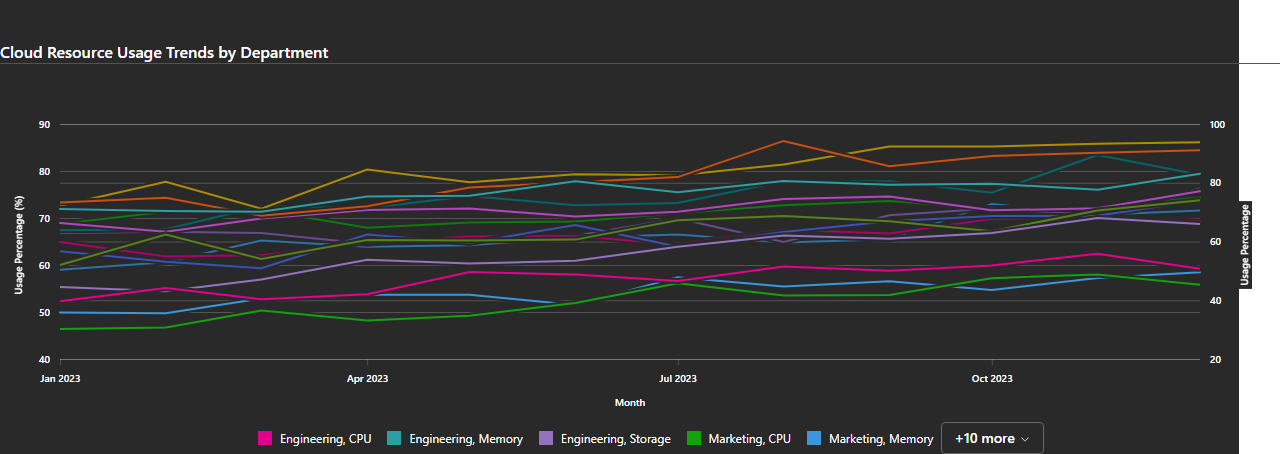 Cloud Resource Usage Trends by Department
90
80
70
60
50
40
Usage Percentage (%)
100
80
60
40
20
Usage Percentage
Jan 2023
Apr 2023
Jul 2023
Oct 2023
Month
Engineering, CPU
Engineering, Memory
Engineering, Storage
Marketing, CPU
Marketing, Memory
+10 more